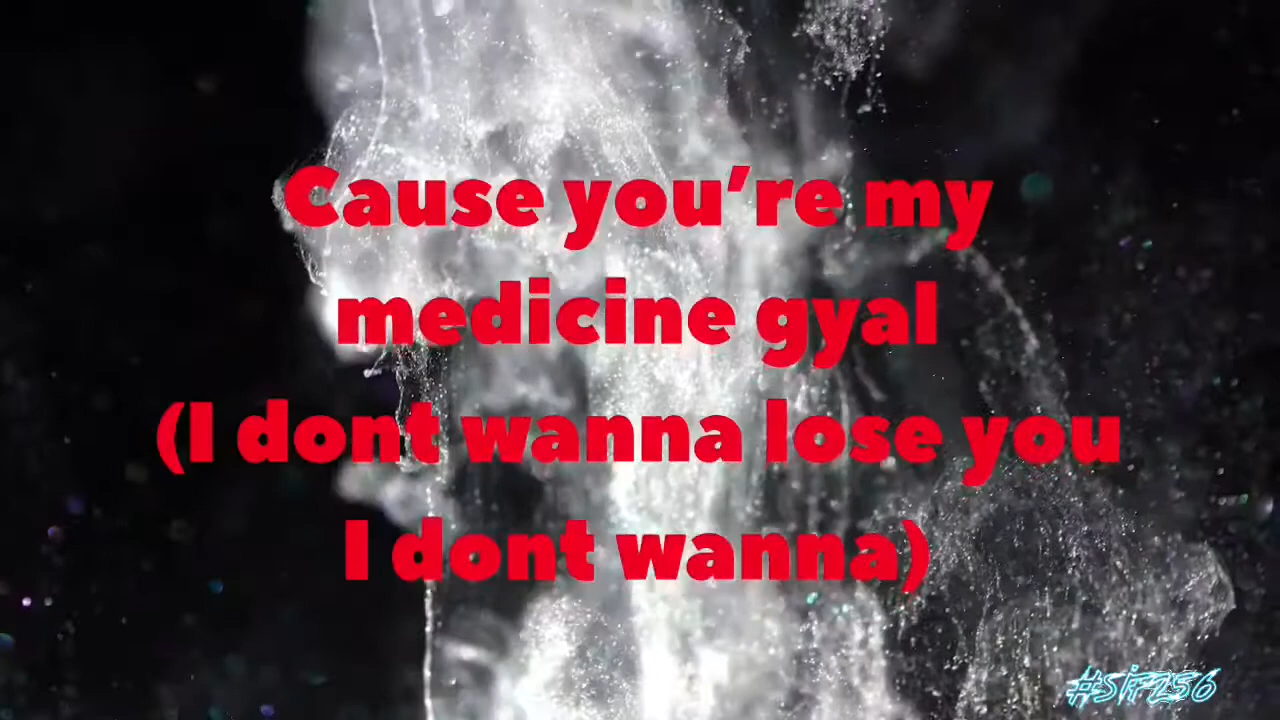 Cause you’re my
medicine gyal
(I dont wanna lose you
I dont wanna)
#SIF256